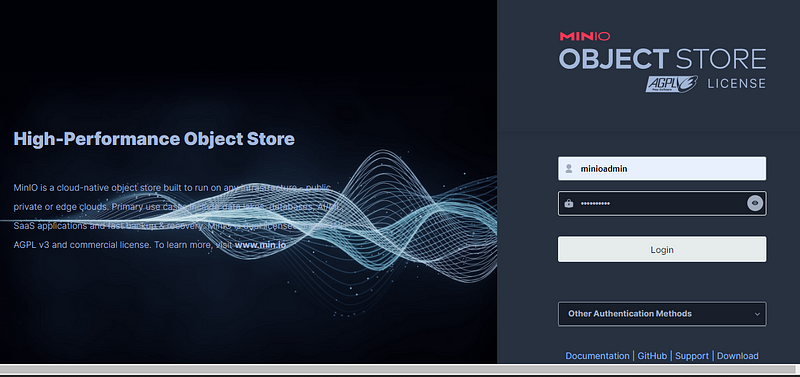 High-Performance Object Store
MinIO is a cloud-native object store built to run on any infrastructure - public,
private or edge clouds. Primary use cases include data lakes, databases, AI/ML,
SaaS applications and fast backup & recovery. MinIO is dual licensed under
AGPL v3 and commercial license. To learn more, visit www.min.io
MINIO
OBJECT STORE
AGPLv3 LICENSE
minioadmin
••••••••••
Login
Other Authentication Methods
Documentation | GitHub | Support | Download